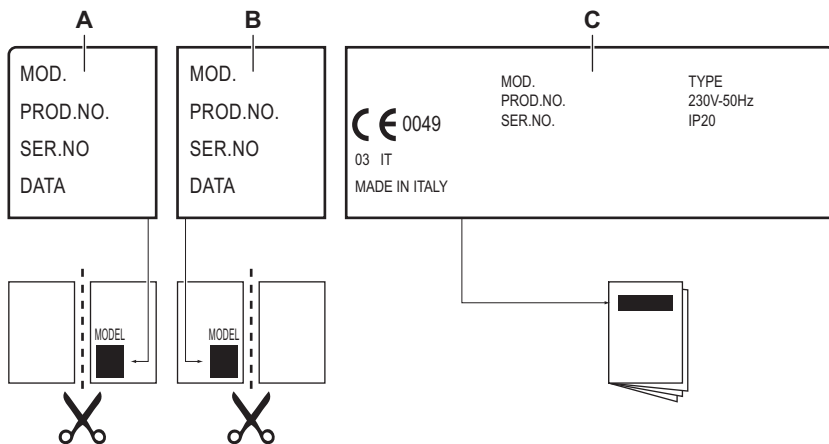 A
B
C
MOD.
PROD.NO.
SER.NO
DATA
MOD.
PROD.NO.
SER.NO
DATA
CE 0049
03 IT
MADE IN ITALY
MOD.
PROD.NO.
SER.NO.
TYPE
230V-50Hz
IP20
MODEL
MODEL